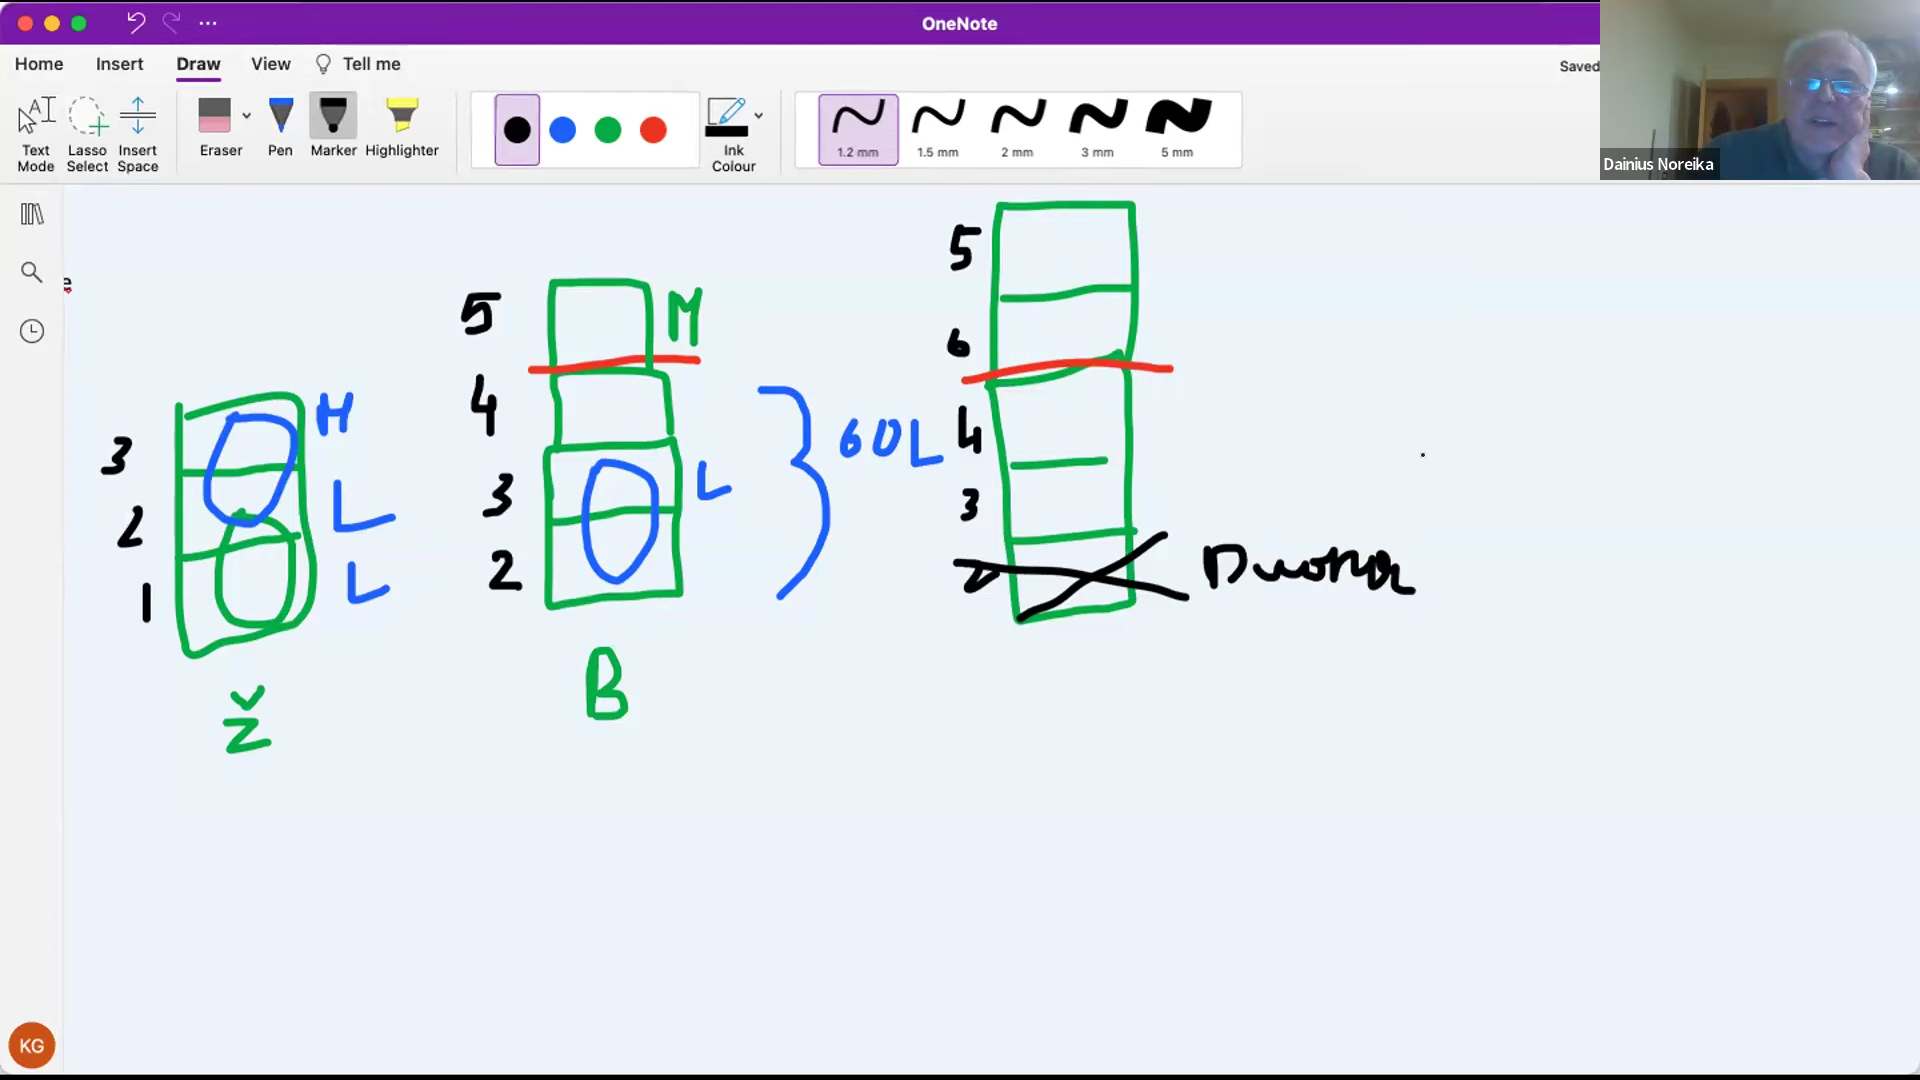 OneNote
Home Insert Draw View Tell me
Saved
Text Mode
Lasso Select
Insert Space
Eraser
Pen
Marker
Highlighter
Ink Colour
1.2 mm
1.5 mm
2 mm
3 mm
5 mm
Dainius Noreika
e
3
2
1
H
L
L
Ž
5
4
3
2
M
L
60L
B
5
6
4
3
2
KG